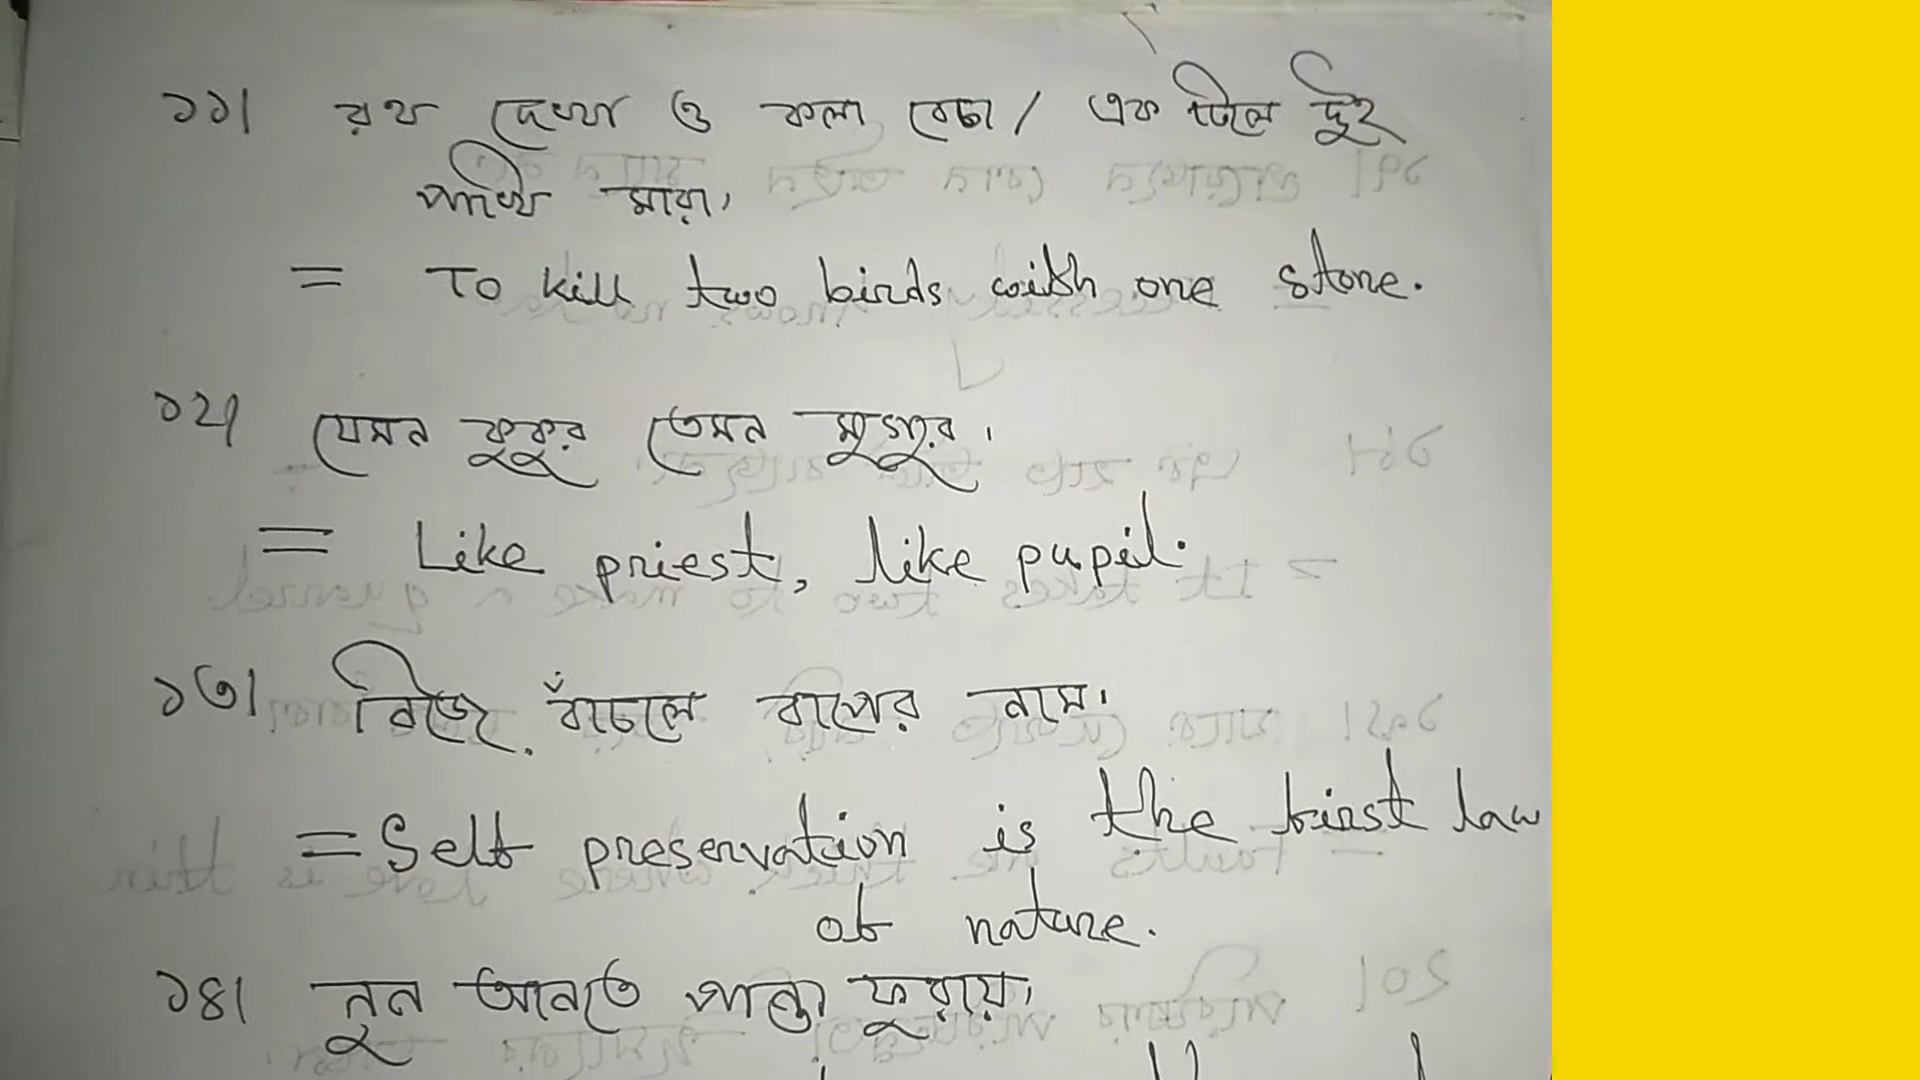 ১১। রথ দেখা ও কলা বেচা / এক ঢিলে দুই
পাখি মারা।
= To kill two birds with one stone.
১২। যেমন কুকুর তেমন মুগুর।
= Like priest, like pupil.
১৩। নিজে বাঁচলে বাপের নাম।
= Self preservation is the first law
of nature.
১৪। নুন আনতে পান্তা ফুরায়।